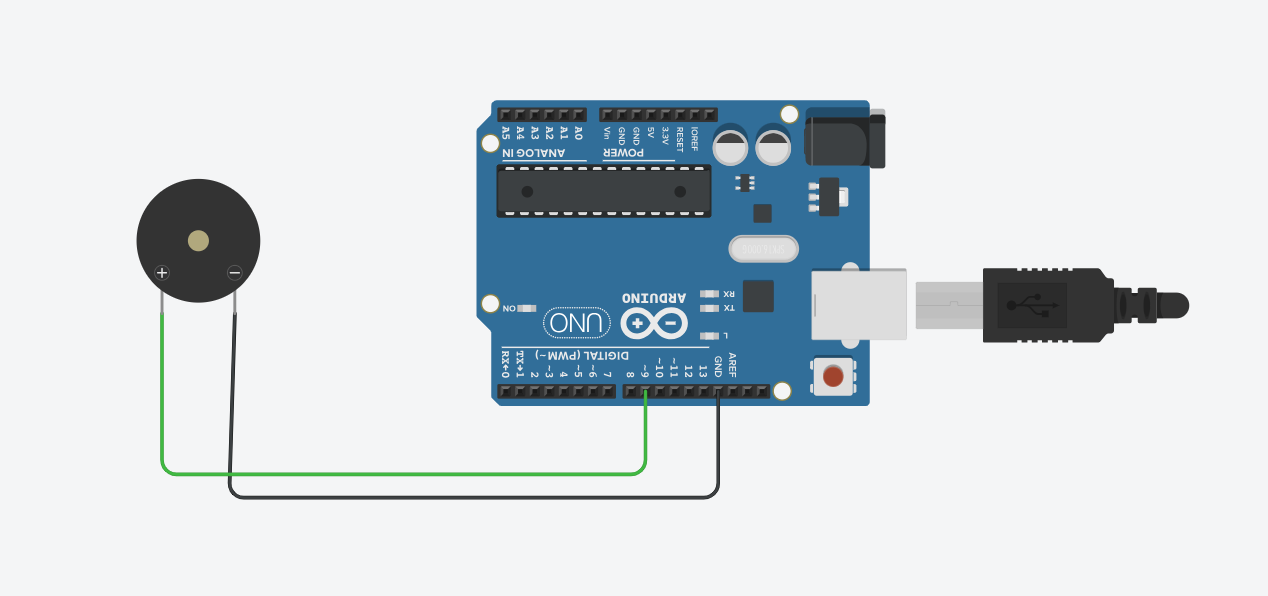 A5 A4 A3 A2 A1 A0
Vin GND GND 5V 3.3V RESET IOREF
ANALOG IN
POWER
RX
ARDUINO
TX
ON
UNO
L
DIGITAL (PWM~)
RX←0 TX→1 2 ~3 4 ~5 ~6 7 8 ~9 ~10 ~11 12 13 GND AREF